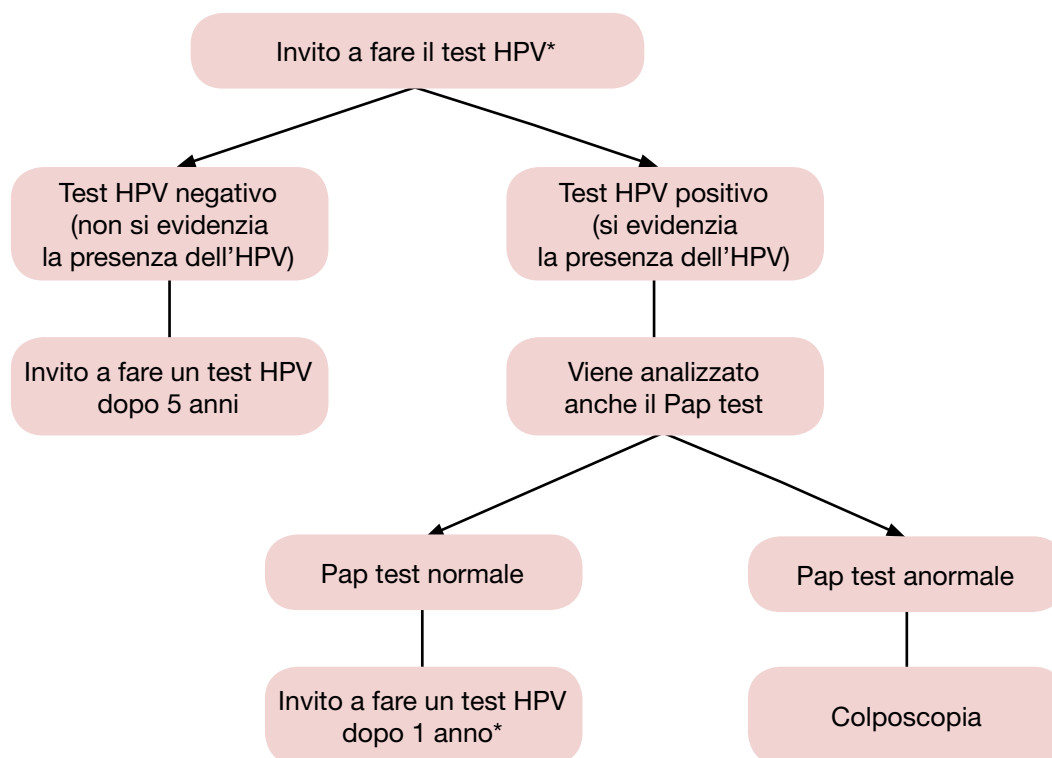 Invito a fare il test HPV*
Test HPV negativo
(non si evidenzia
la presenza dell’HPV)
Test HPV positivo
(si evidenzia
la presenza dell’HPV)
Invito a fare un test HPV
dopo 5 anni
Viene analizzato
anche il Pap test
Pap test normale
Pap test anormale
Invito a fare un test HPV
dopo 1 anno*
Colposcopia